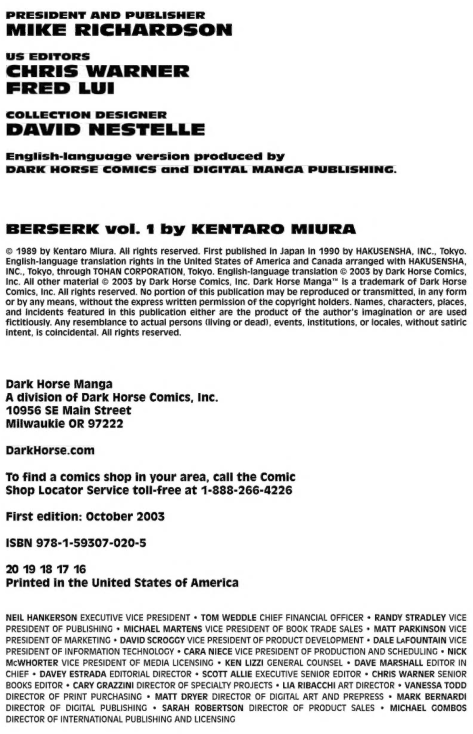 PRESIDENT AND PUBLISHER
MIKE RICHARDSON
US EDITORS
CHRIS WARNER
FRED LUI
COLLECTION DESIGNER
DAVID NESTELLE
English-language version produced by
DARK HORSE COMICS and DIGITAL MANGA PUBLISHING.
BERSERK vol. 1 by KENTARO MIURA
© 1989 by Kentaro Miura. All rights reserved. First published in Japan in 1990 by HAKUSENSHA, INC., Tokyo.
English-language translation rights in the United States of America and Canada arranged with HAKUSENSHA,
INC., Tokyo, through TOHAN CORPORATION, Tokyo. English-language translation © 2003 by Dark Horse Comics,
Inc. All other material © 2003 by Dark Horse Comics, Inc. Dark Horse Manga™ is a trademark of Dark Horse
Comics, Inc. All rights reserved. No portion of this publication may be reproduced or transmitted, in any form
or by any means, without the express written permission of the copyright holders. Names, characters, places,
and incidents featured in this publication either are the product of the author's imagination or are used
fictitiously. Any resemblance to actual persons (living or dead), events, institutions, or locales, without satiric
intent, is coincidental. All rights reserved.
Dark Horse Manga
A division of Dark Horse Comics, Inc.
10956 SE Main Street
Milwaukie OR 97222
DarkHorse.com
To find a comics shop in your area, call the Comic
Shop Locator Service toll-free at 1-888-266-4226
First edition: October 2003
ISBN 978-1-59307-020-5
20 19 18 17 16
Printed in the United States of America
NEIL HANKERSON EXECUTIVE VICE PRESIDENT • TOM WEDDLE CHIEF FINANCIAL OFFICER • RANDY STRADLEY VICE
PRESIDENT OF PUBLISHING • MICHAEL MARTENS VICE PRESIDENT OF BOOK TRADE SALES • MATT PARKINSON VICE
PRESIDENT OF MARKETING • DAVID SCROGGY VICE PRESIDENT OF PRODUCT DEVELOPMENT • DALE LaFOUNTAIN VICE
PRESIDENT OF INFORMATION TECHNOLOGY • CARA NIECE VICE PRESIDENT OF PRODUCTION AND SCHEDULING • NICK
McWHORTER VICE PRESIDENT OF MEDIA LICENSING • KEN LIZZI GENERAL COUNSEL • DAVE MARSHALL EDITOR IN
CHIEF • DAVEY ESTRADA EDITORIAL DIRECTOR • SCOTT ALLIE EXECUTIVE SENIOR EDITOR • CHRIS WARNER SENIOR
BOOKS EDITOR • CARY GRAZZINI DIRECTOR OF SPECIALTY PROJECTS • LIA RIBACCHI ART DIRECTOR • VANESSA TODD
DIRECTOR OF PRINT PURCHASING • MATT DRYER DIRECTOR OF DIGITAL ART AND PREPRESS • MARK BERNARDI
DIRECTOR OF DIGITAL PUBLISHING • SARAH ROBERTSON DIRECTOR OF PRODUCT SALES • MICHAEL GOMBOS
DIRECTOR OF INTERNATIONAL PUBLISHING AND LICENSING